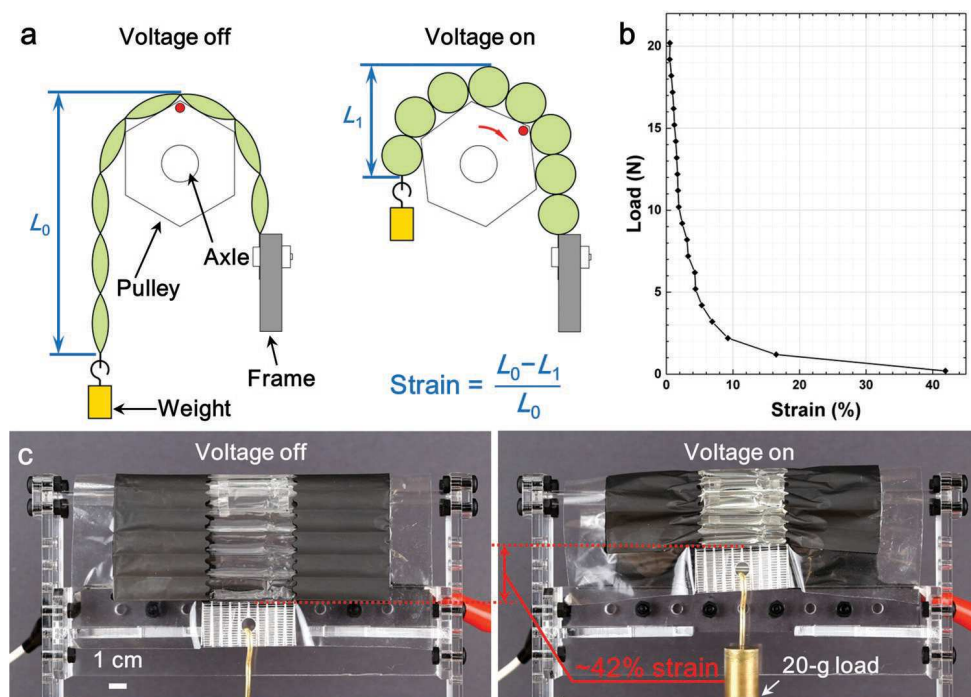 a
Voltage off
Voltage on
L0
L1
Axle
Pulley
Frame
Weight
Strain = L0−L1
L0
b
Load (N)
20
15
10
5
0
0 10 20 30 40
Strain (%)
c
Voltage off
1 cm
Voltage on
~42% strain
20-g load